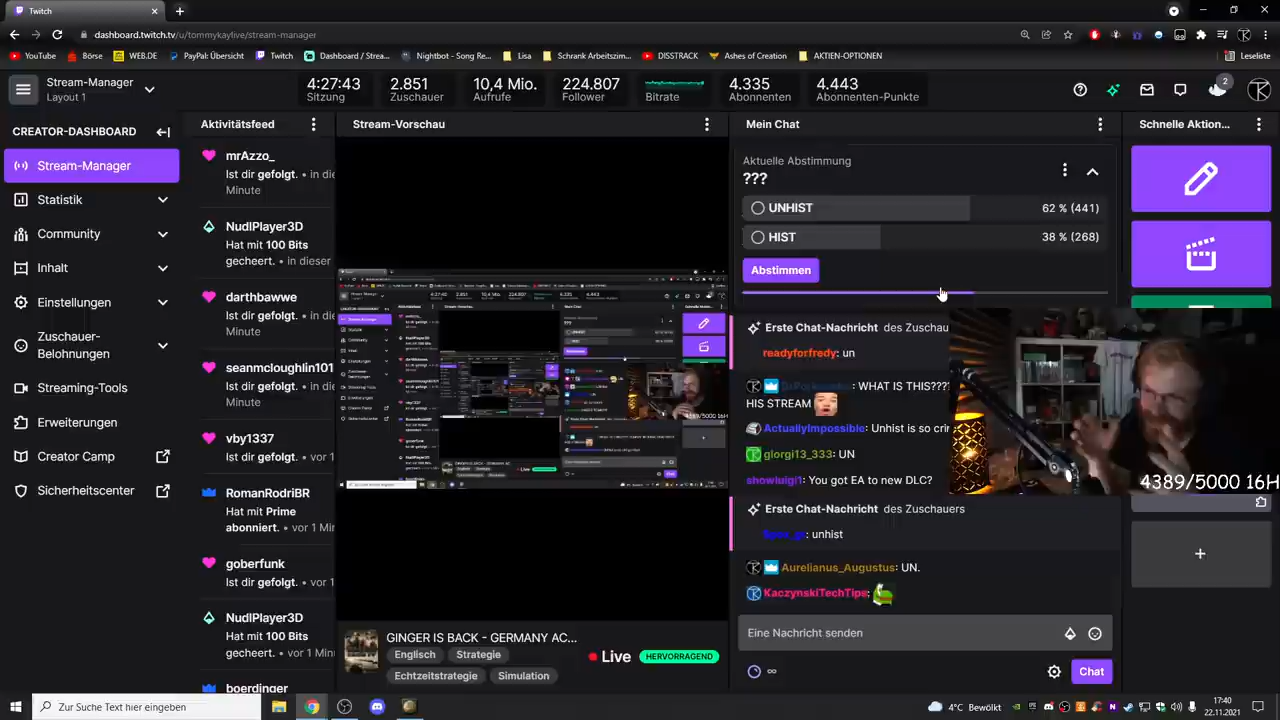 Twitch
dashboard.twitch.tv/u/tommykaylive/stream-manager
YouTube
Börse
WEB.DE
PayPal Übersicht
Twitch
Dashboard / Strea...
Nightbot - Song Re...
Lisa
Schrank Arbeitszim...
DISSTRACK
Ashes of Creation
AKTIEN-OPTIONEN
Leseliste
Stream-Manager
Layout 1
4:27:43
Sitzung
2.851
Zuschauer
10,4 Mio.
Aufrufe
224.807
Follower
Bitrate
4.335
Abonnenten
4.443
Abonnenten-Punkte
2
CREATOR-DASHBOARD
Stream-Manager
Statistik
Community
Inhalt
Einstellungen
Zuschauer-
Belohnungen
Streaming-Tools
Erweiterungen
Creator Camp
Sicherheitscenter
Aktivitätsfeed
mrAzzo_
Ist dir gefolgt. • in die
Minute
NudlPlayer3D
Hat mit 100 Bits
gecheert. • in dieser
darhbawwe
Ist dir gefolgt. • in die
Minute
seanmcloughlin101
Ist dir gefolgt. • in die
Minute
vby1337
Ist dir gefolgt. • in die
Minute
RomanRodriBR
Hat mit Prime
abonniert. • vor 1 Min
goberfunk
Ist dir gefolgt. • vor 1
NudlPlayer3D
Hat mit 100 Bits
gecheert. • vor 1 Minu
boerdinger
Stream-Vorschau
GINGER IS BACK - GERMANY AC...
Englisch
Strategie
Echtzeitstrategie
Simulation
Live
HERVORRAGEND
Mein Chat
Aktuelle Abstimmung
???
UNHIST 62 % (441)
HIST 38 % (268)
Abstimmen
Erste Chat-Nachricht des Zuschau
readyforfredy: un
: WHAT IS THIS???
HIS STREAM
ActuallyImpossible: Unhist is so crin
glorgi13_333: UN
showluigi1: You got EA to new DLC?
Erste Chat-Nachricht des Zuschauers
: unhist
Aurelianus_Augustus: UN.
KaczynskiTechTips:
Eine Nachricht senden
Chat
Schnelle Aktion...
4389/5000 16H
Zur Suche Text hier eingeben
4°C Bewölkt
17:40
22.11.2021